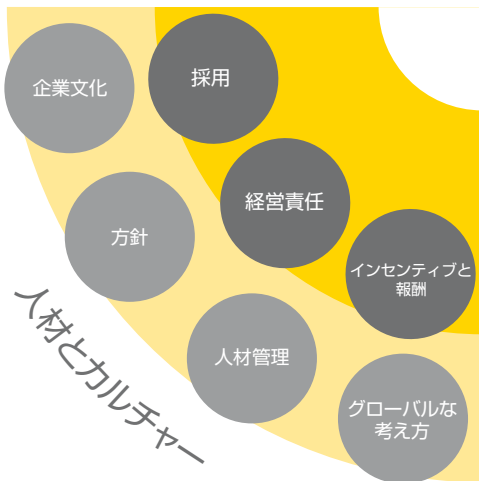 企業文化
採用
経営責任
方針
インセンティブと
報酬
人材管理
グローバルな
考え方
人材とカルチャー